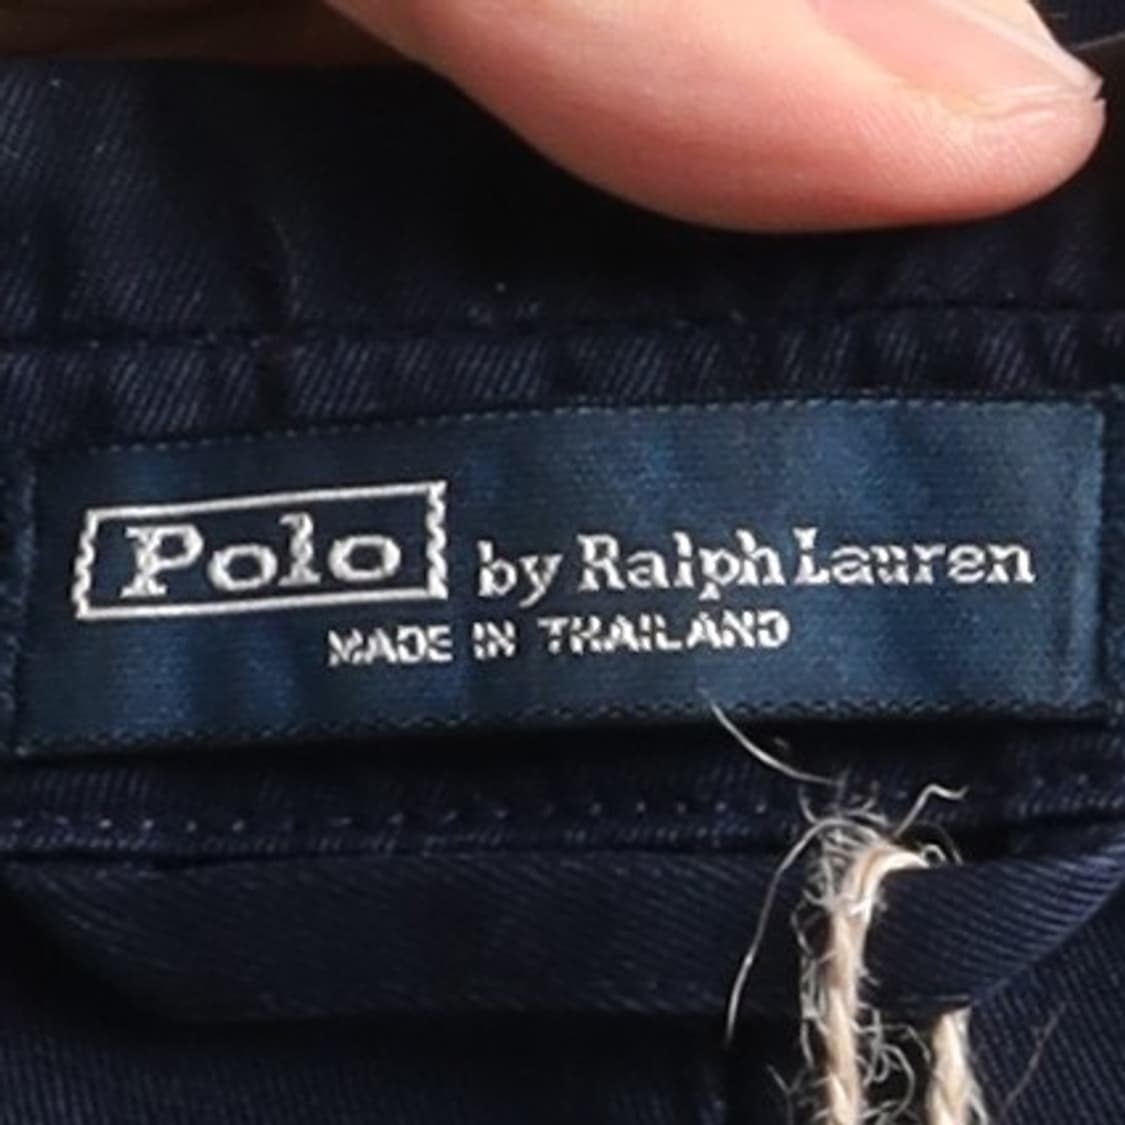 Polo by Ralph Lauren
MADE IN THAILAND